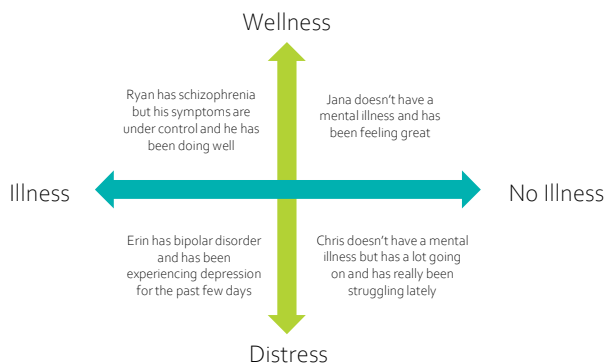 Wellness
Ryan has schizophrenia
but his symptoms are
under control and he has
been doing well
Jana doesn't have a
mental illness and has
been feeling great
Illness
No Illness
Erin has bipolar disorder
and has been
experiencing depression
for the past few days
Chris doesn't have a mental
illness but has a lot going
on and has really been
struggling lately
Distress